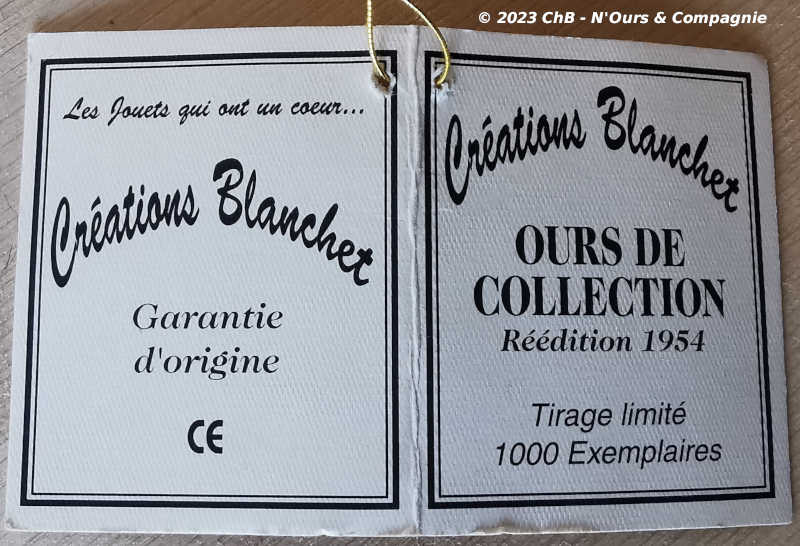 © 2023 ChB - N'Ours & Compagnie
Les Jouets qui ont un coeur...
Créations Blanchet
Garantie
d'origine
CE
Créations Blanchet
OURS DE
COLLECTION
Réédition 1954
Tirage limité
1000 Exemplaires